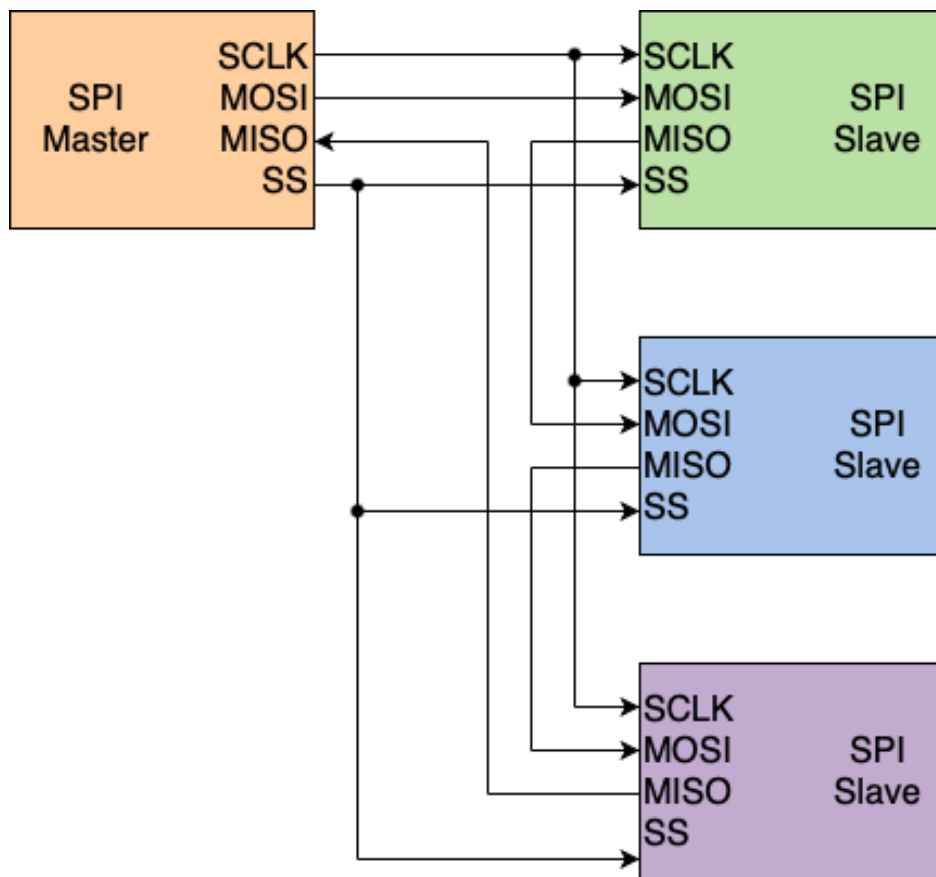 SPI
Master
SCLK
MOSI
MISO
SS
SCLK
MOSI
MISO
SS
SPI
Slave
SCLK
MOSI
MISO
SS
SPI
Slave
SCLK
MOSI
MISO
SS
SPI
Slave